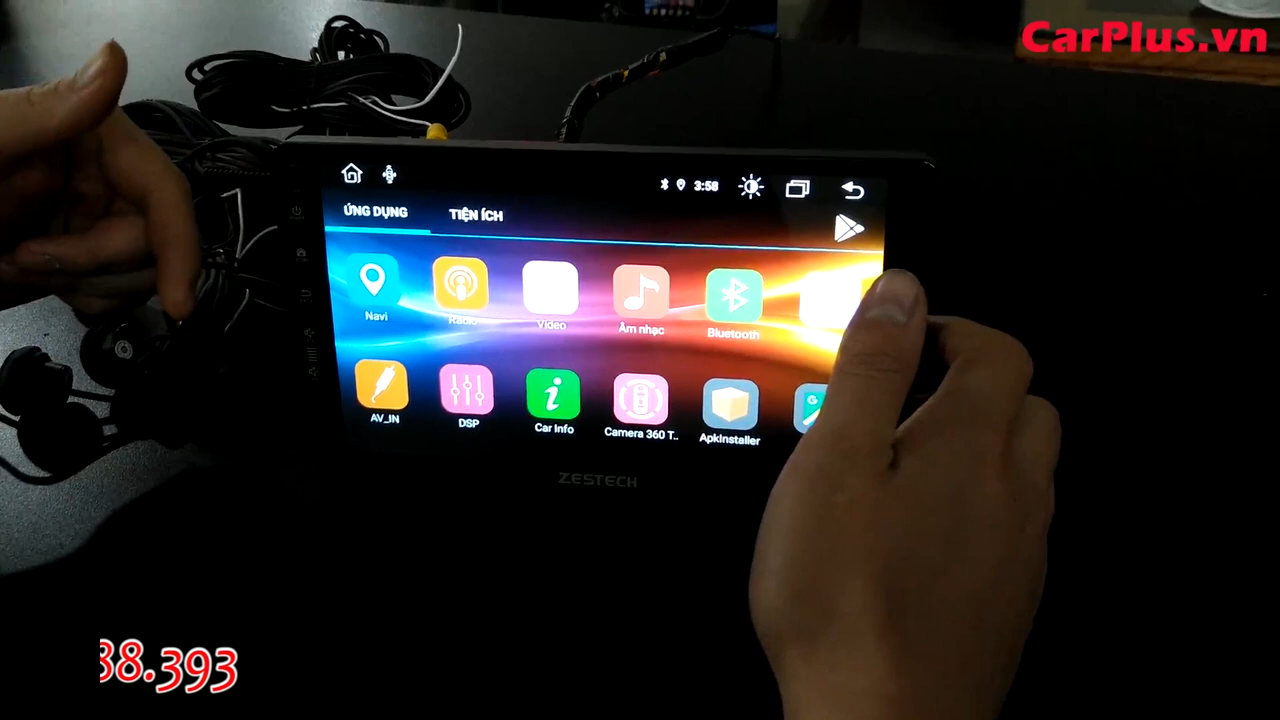 CarPlus.vn
3:58
ỨNG DỤNG
TIỆN ÍCH
Navi
Radio
Video
Âm nhạc
Bluetooth
AV_IN
DSP
Car Info
Camera 360 T..
ApkInstaller
ZESTECH
38.393